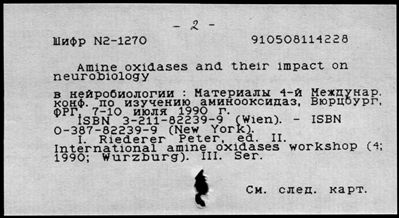 - 2 -
Шифр N2-1270 910508114228
Amine oxidases and their impact on
neurobiology
в нейробиологии : Материалы 4-й Междунар.
конф. по изучению аминооксидаз, Вюрцбург,
ФРГ, 7-10 июля 1990 г.
ISBN 3-211-82239-9 (Wien). - ISBN
0-387-82239-9 (New York).
I. Riederer Peter, ed. II.
International amine oxidases workshop (4;
1990; Wurzburg). III. Ser.
См. след. карт.